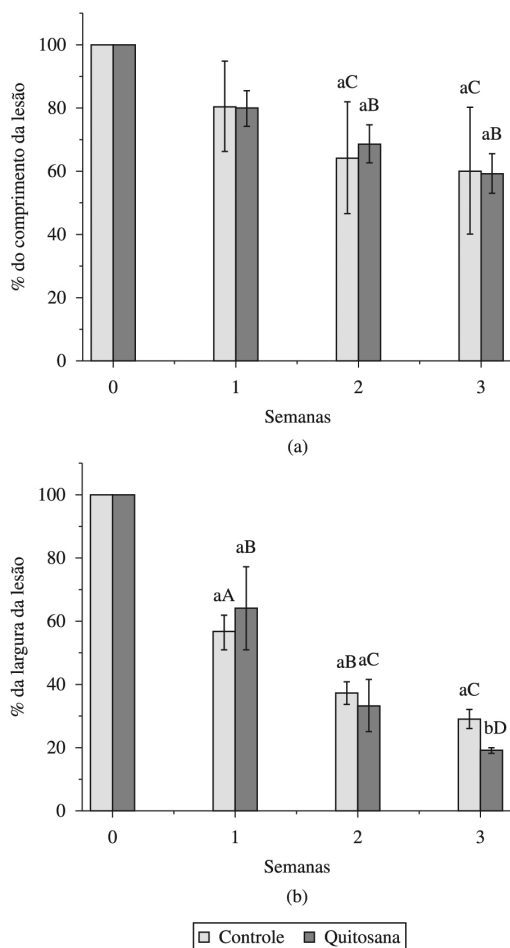 % do comprimento da lesão
100
80
60
40
20
0
aC
aB
aC
aB
0 1 2 3
Semanas
(a)
% da largura da lesão
100
80
60
40
20
0
aA
aB
aB
aC
aC
bD
0 1 2 3
Semanas
(b)
Controle Quitosana